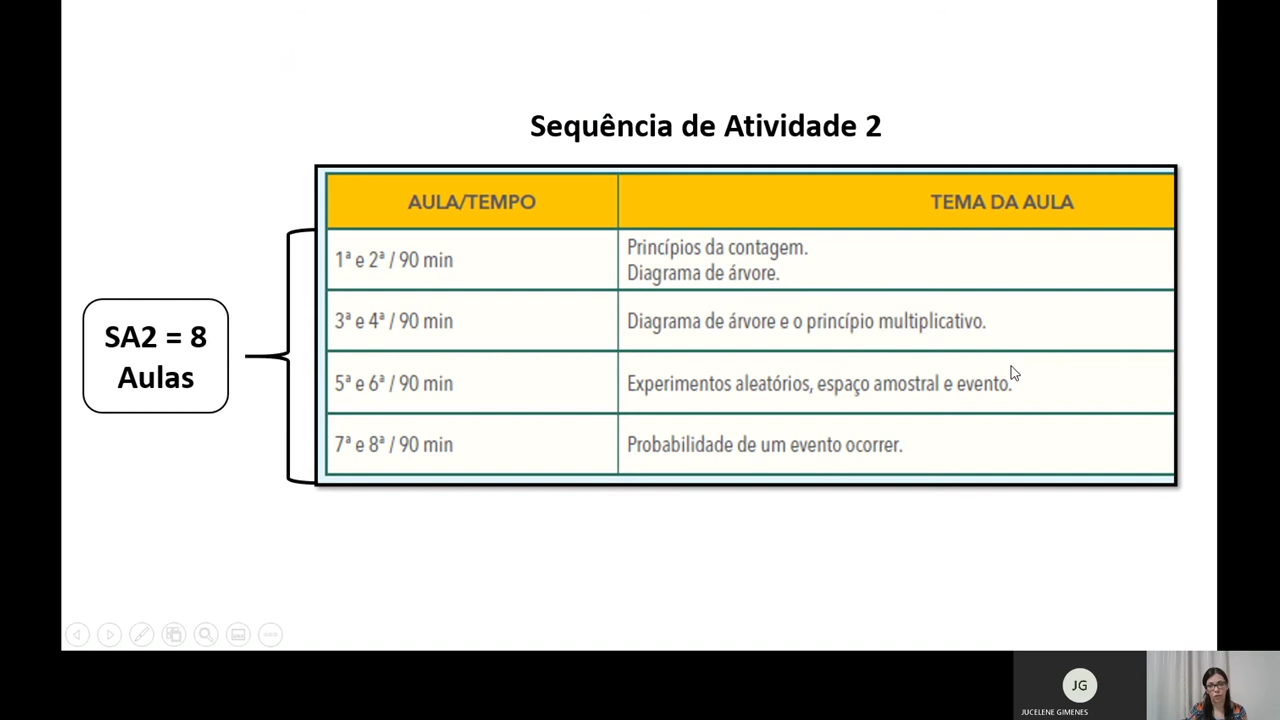 Sequência de Atividade 2
AULA/TEMPO
TEMA DA AULA
1ª e 2ª / 90 min
Princípios da contagem.
Diagrama de árvore.
3ª e 4ª / 90 min
Diagrama de árvore e o princípio multiplicativo.
5ª e 6ª / 90 min
Experimentos aleatórios, espaço amostral e evento.
7ª e 8ª / 90 min
Probabilidade de um evento ocorrer.
SA2 = 8
Aulas
JG
JUCELENE GIMENES